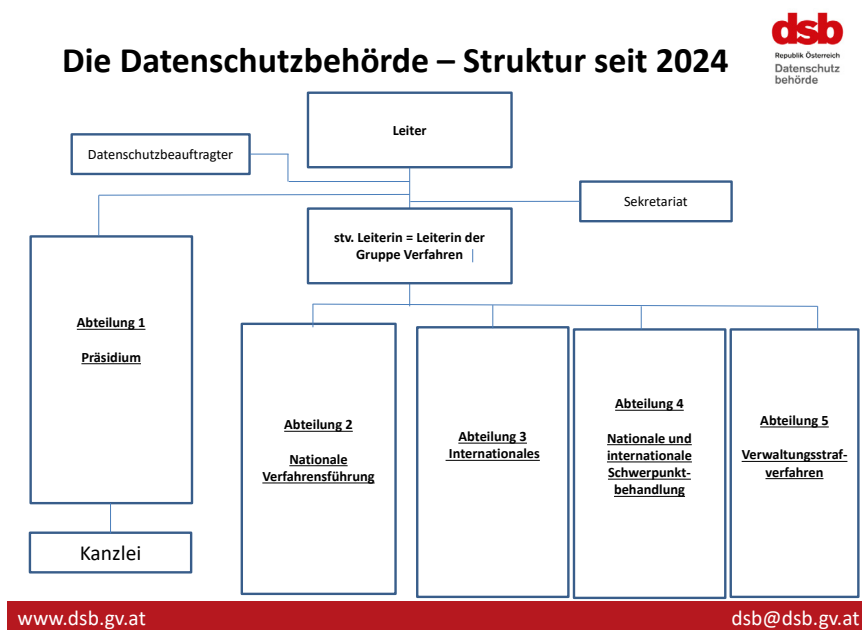 Die Datenschutzbehörde – Struktur seit 2024
dsb
Republik Österreich
Datenschutz
behörde
Leiter
Datenschutzbeauftragter
Sekretariat
stv. Leiterin = Leiterin der
Gruppe Verfahren
Abteilung 1
Präsidium
Abteilung 2
Nationale
Verfahrensführung
Abteilung 3
Internationales
Abteilung 4
Nationale und
internationale
Schwerpunkt-
behandlung
Abteilung 5
Verwaltungsstraf-
verfahren
Kanzlei
www.dsb.gv.at
dsb@dsb.gv.at